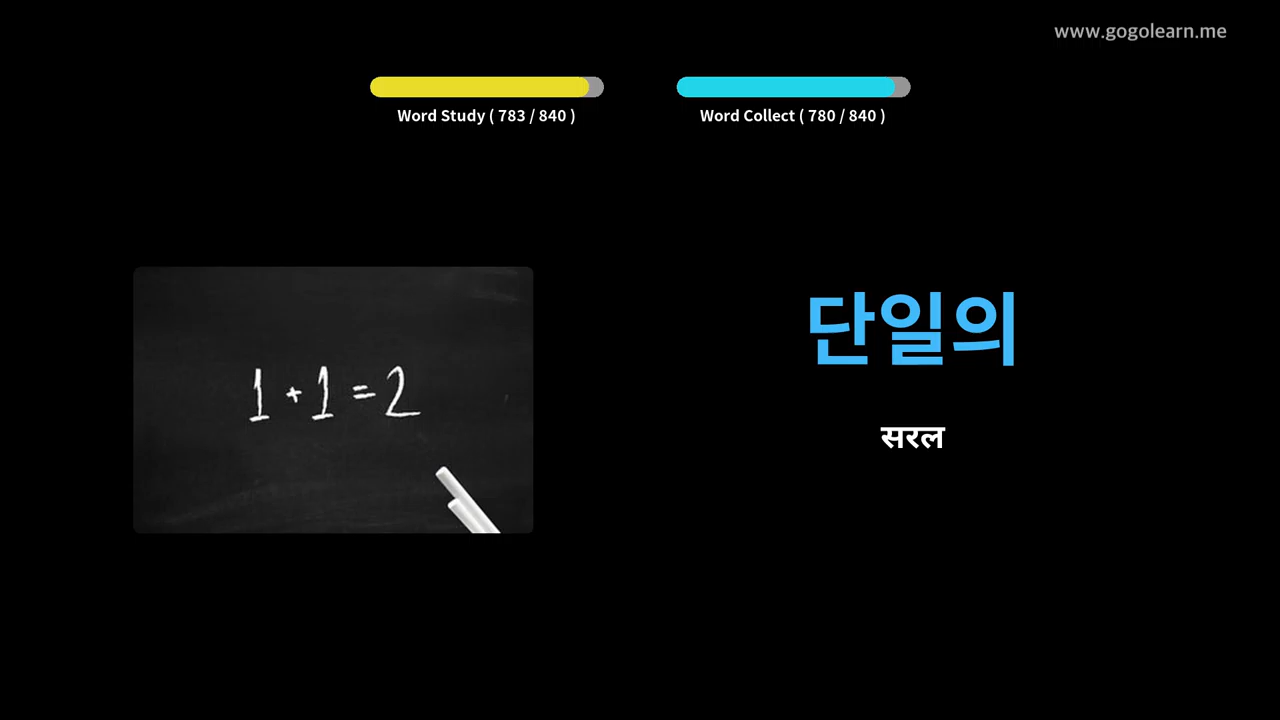 www.gogolearn.me
Word Study ( 783 / 840 )
Word Collect ( 780 / 840 )
1 + 1 = 2
단일의
सरल